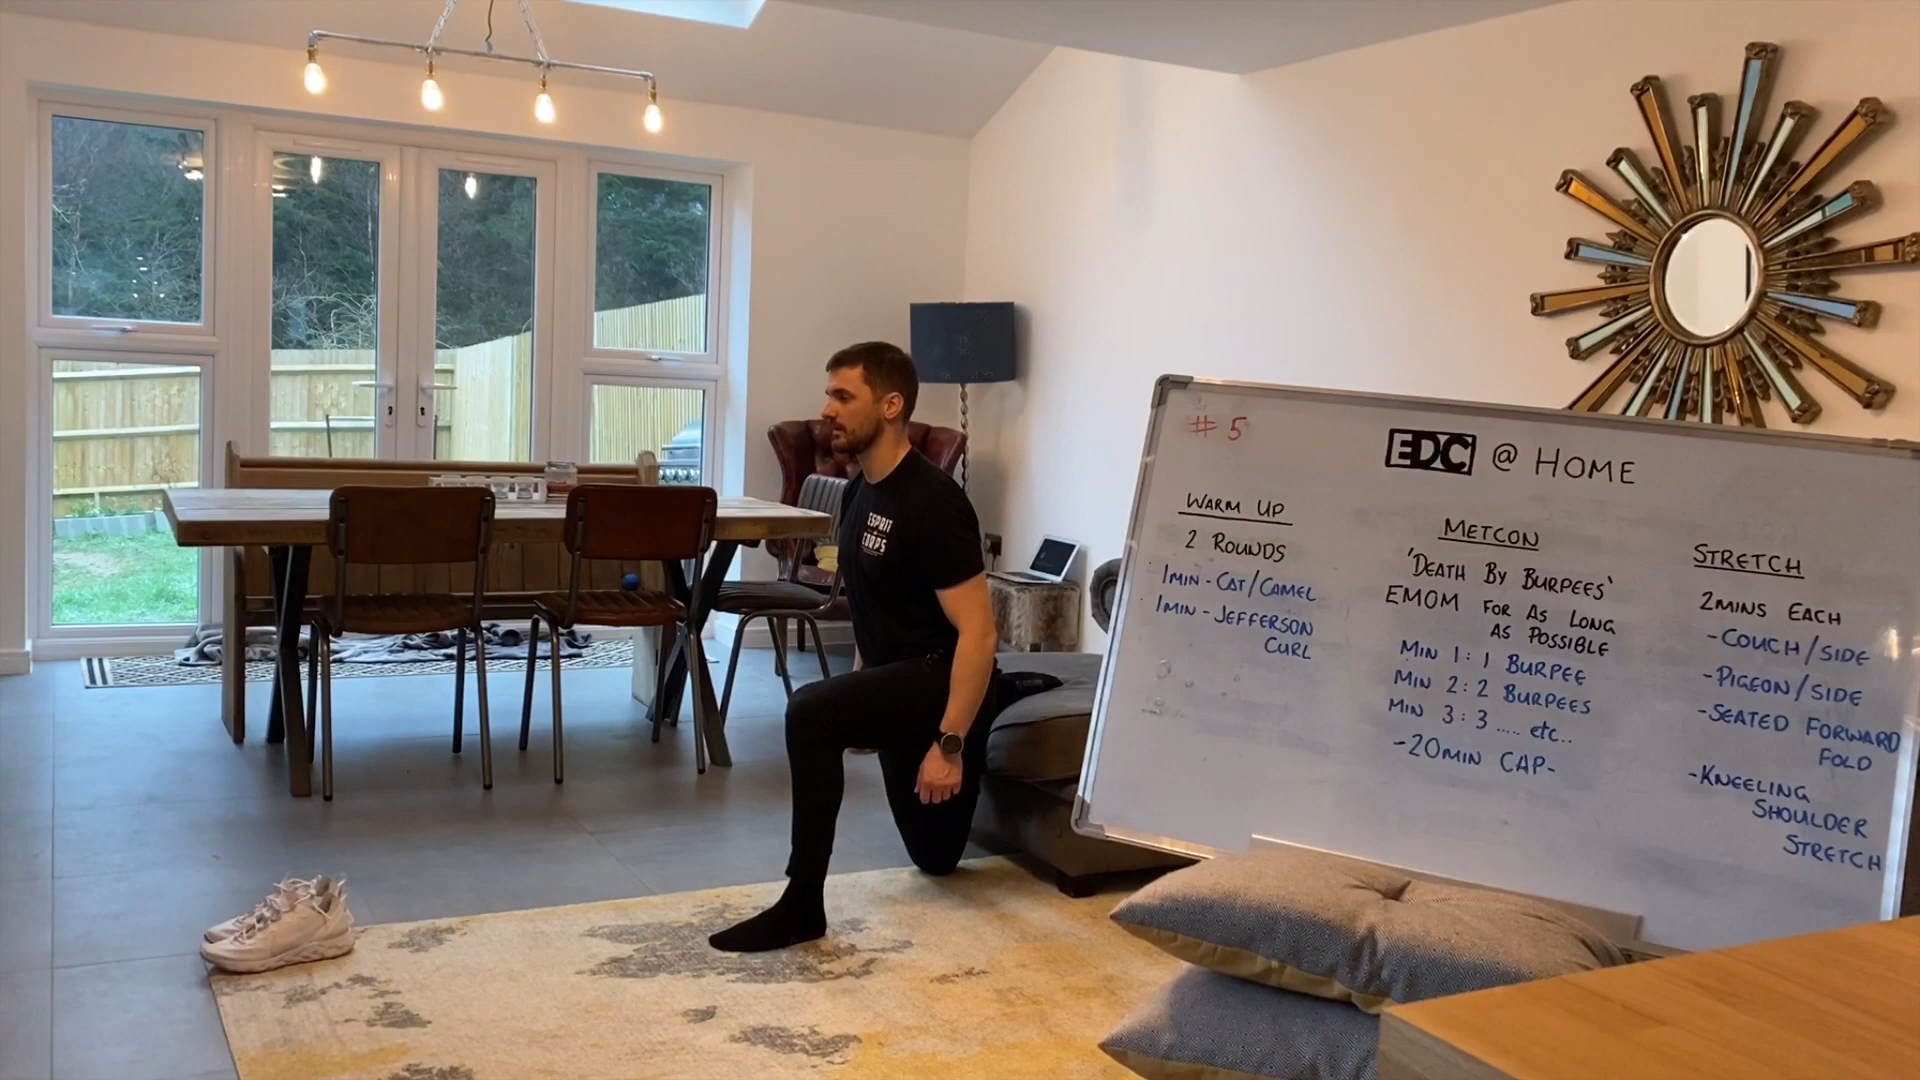 # 5
EDC @ HOME
WARM UP
2 ROUNDS
1MIN - CAT/CAMEL
1MIN - JEFFERSON
CURL
METCON
'DEATH BY BURPEES'
EMOM FOR AS LONG
AS POSSIBLE
MIN 1: 1 BURPEE
MIN 2: 2 BURPEES
MIN 3: 3 ..... etc..
-20MIN CAP-
STRETCH
2MINS EACH
-COUCH/SIDE
-PIGEON/SIDE
-SEATED FORWARD
FOLD
-KNEELING
SHOULDER
STRETCH
ESPRIT
CORPS